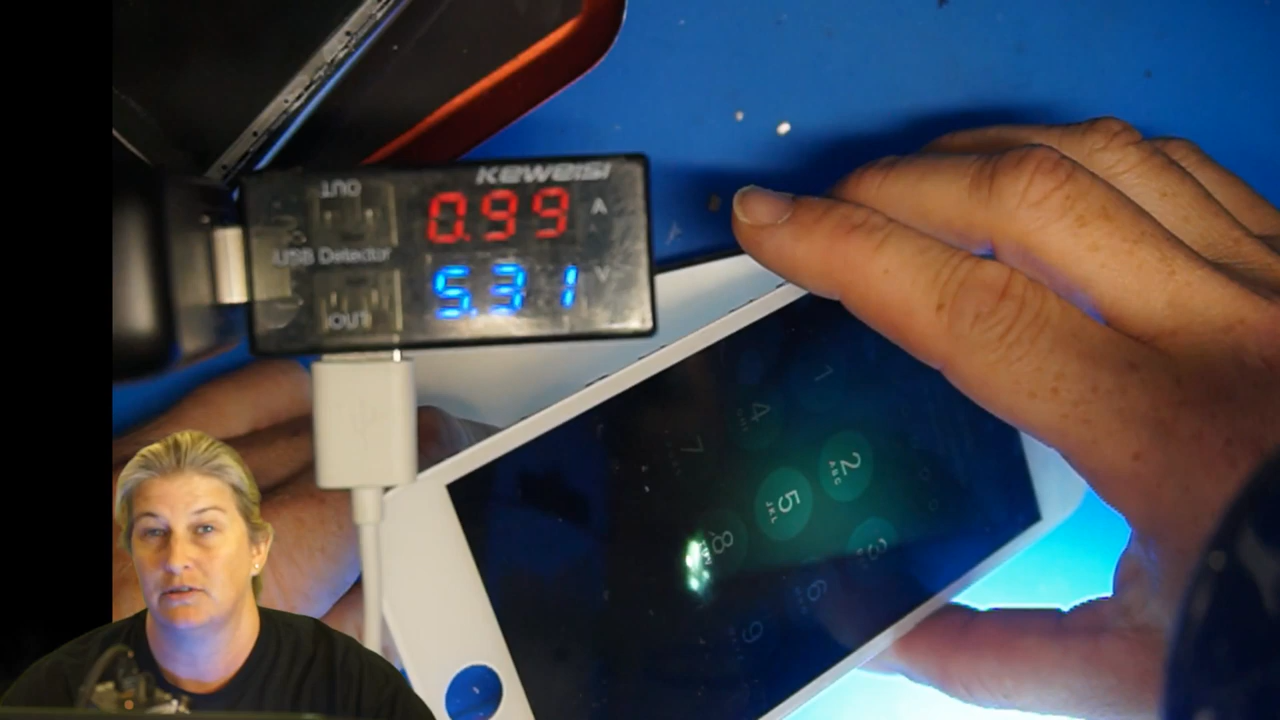 KEWEISI
OUT
0.99 A
USB Detector
5.31 V
OUT
1
4
2
ABC
7
5
JKL
3
8
6
9